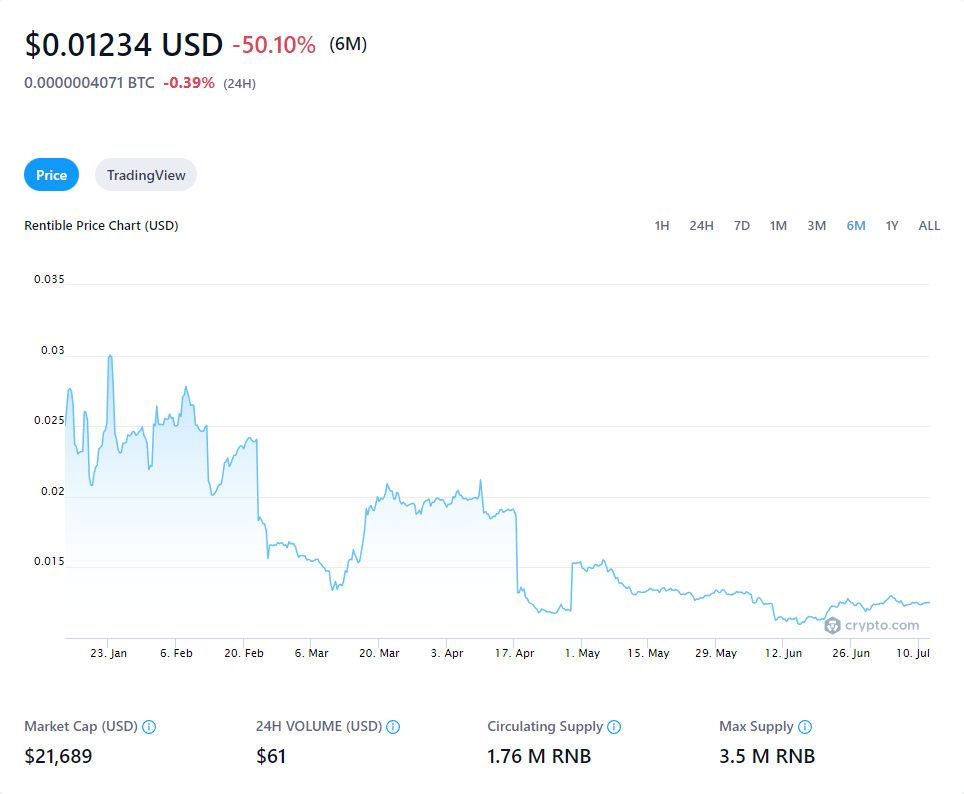 $0.01234 USD -50.10% (6M)
0.0000004071 BTC -0.39% (24H)
Price TradingView
Rentible Price Chart (USD) 1H 24H 7D 1M 3M 6M 1Y ALL
0.035
0.03
0.025
0.02
0.015
crypto.com
23. Jan 6. Feb 20. Feb 6. Mar 20. Mar 3. Apr 17. Apr 1. May 15. May 29. May 12. Jun 26. Jun 10. Jul
Market Cap (USD) 24H VOLUME (USD) Circulating Supply Max Supply
$21,689 $61 1.76 M RNB 3.5 M RNB